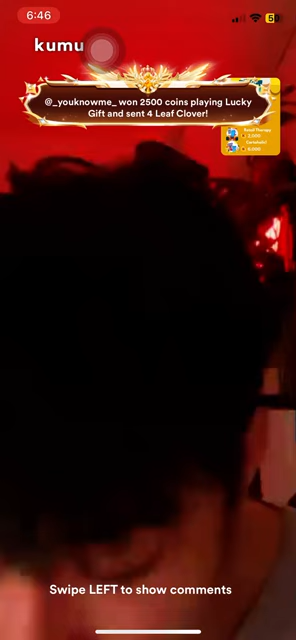 6:46
kumu
@_youknowme_ won 2500 coins playing Lucky
Gift and sent 4 Leaf Clover!
Retail Therapy
Swipe LEFT to show comments